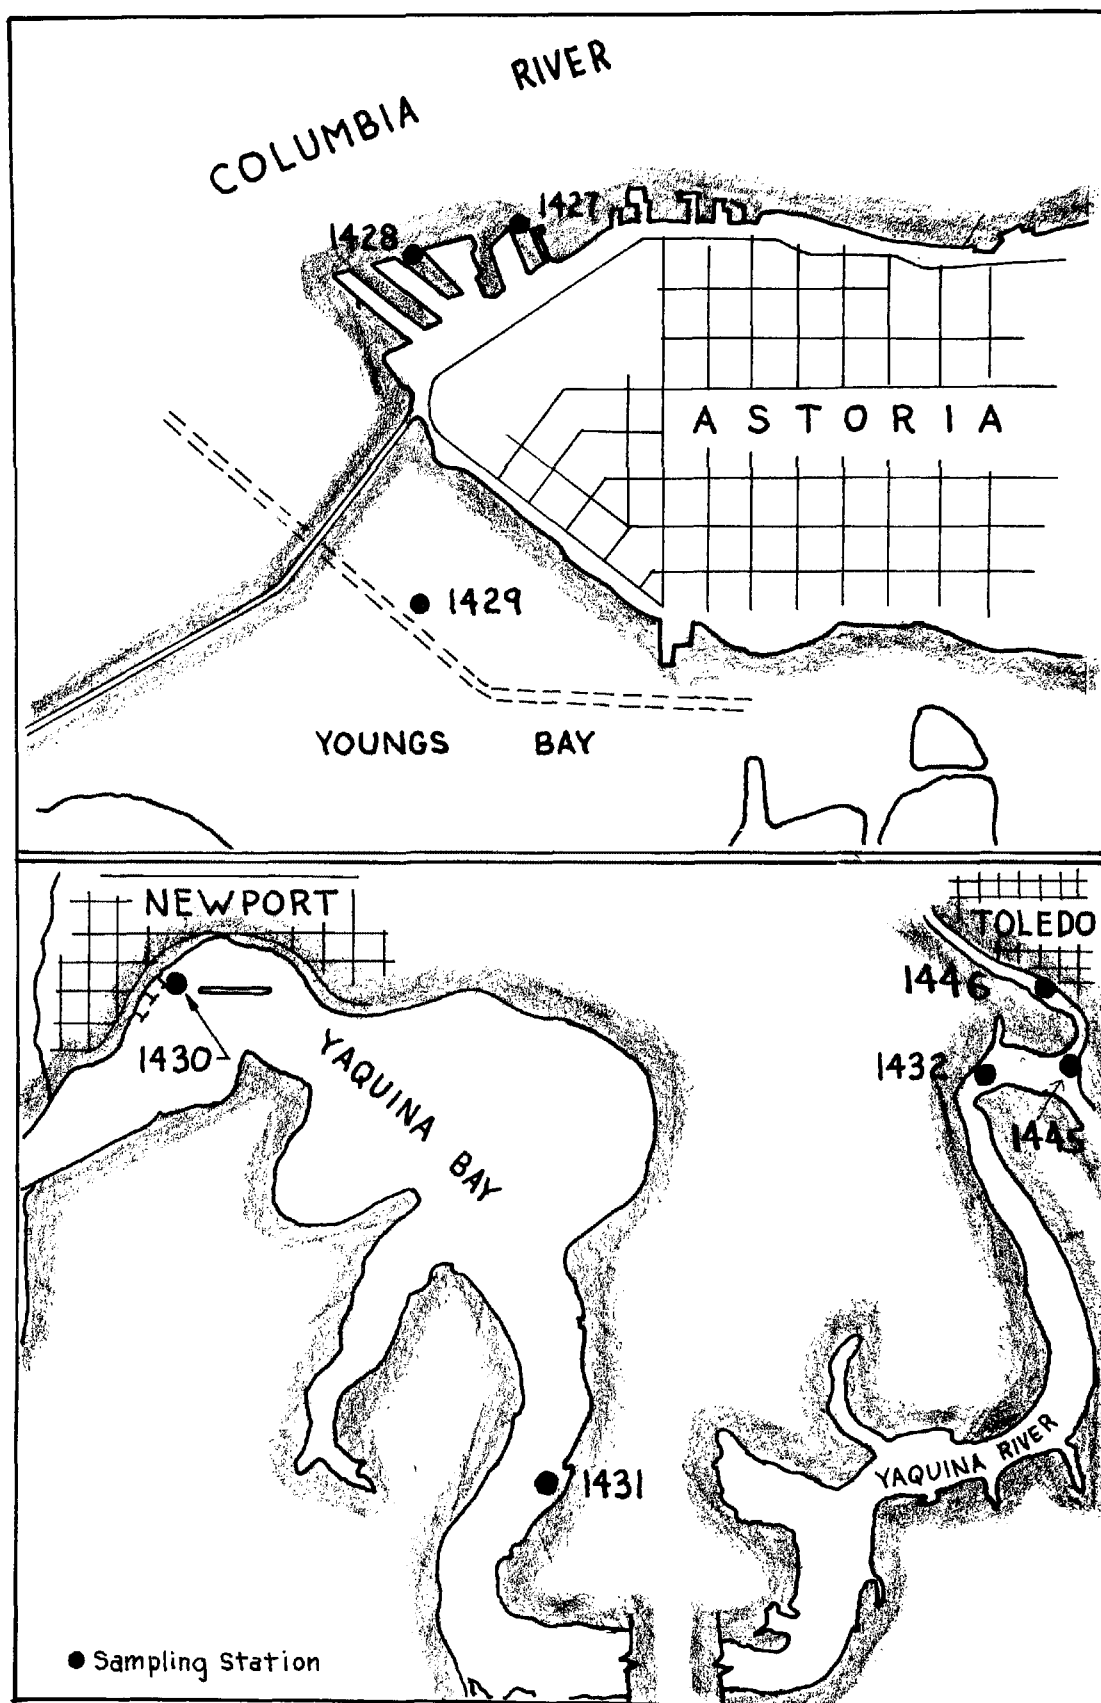 COLUMBIA RIVER
1427
1428
ASTORIA
1429
YOUNGS BAY
NEWPORT
TOLEDO
1446
1430
1432
YAQUINA BAY
1445
YAQUINA RIVER
1431
Sampling Station